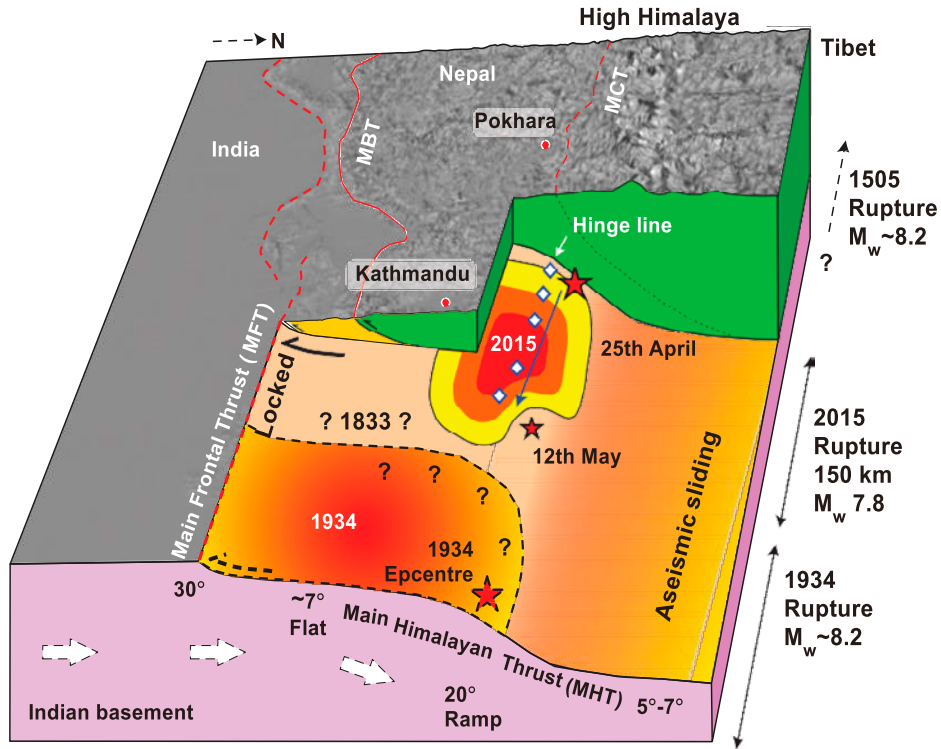 High Himalaya
N
Tibet
Nepal
MCT
Pokhara
MBT
India
1505
Rupture
Mw~8.2
?
Hinge line
Kathmandu
2015
25th April
Main Frontal Thrust (MFT)
Locked
? 1833 ?
12th May
2015
Rupture
150 km
Mw 7.8
Aseismic sliding
? ? ?
1934
1934
Epcentre
?
1934
Rupture
Mw~8.2
30°
~7°
Flat
Main Himalayan Thrust (MHT)
20°
Ramp
5°-7°
Indian basement